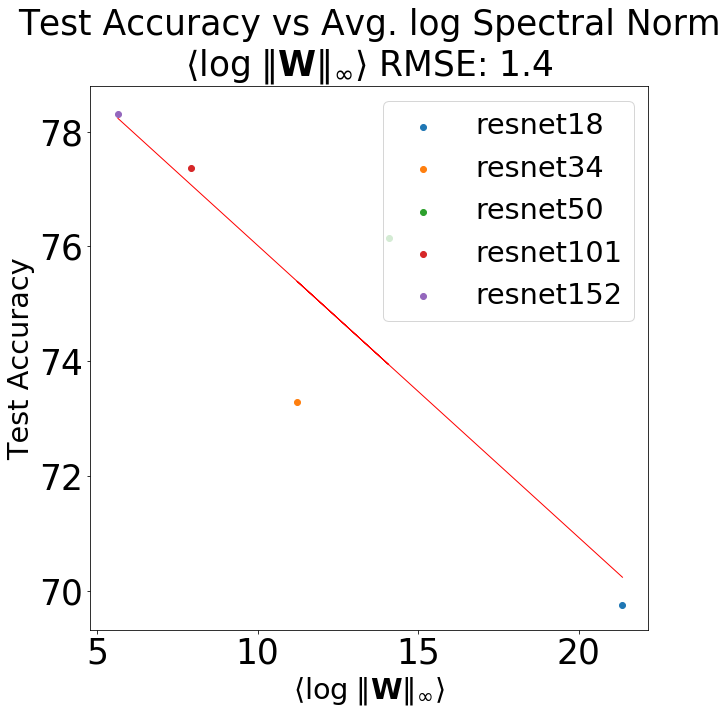 Test Accuracy vs Avg. log Spectral Norm
⟨log ‖𝐖‖∞⟩ RMSE: 1.4
resnet18
resnet34
resnet50
resnet101
resnet152
Test Accuracy
78
76
74
72
70
5 10 15 20
⟨log ‖𝐖‖∞⟩